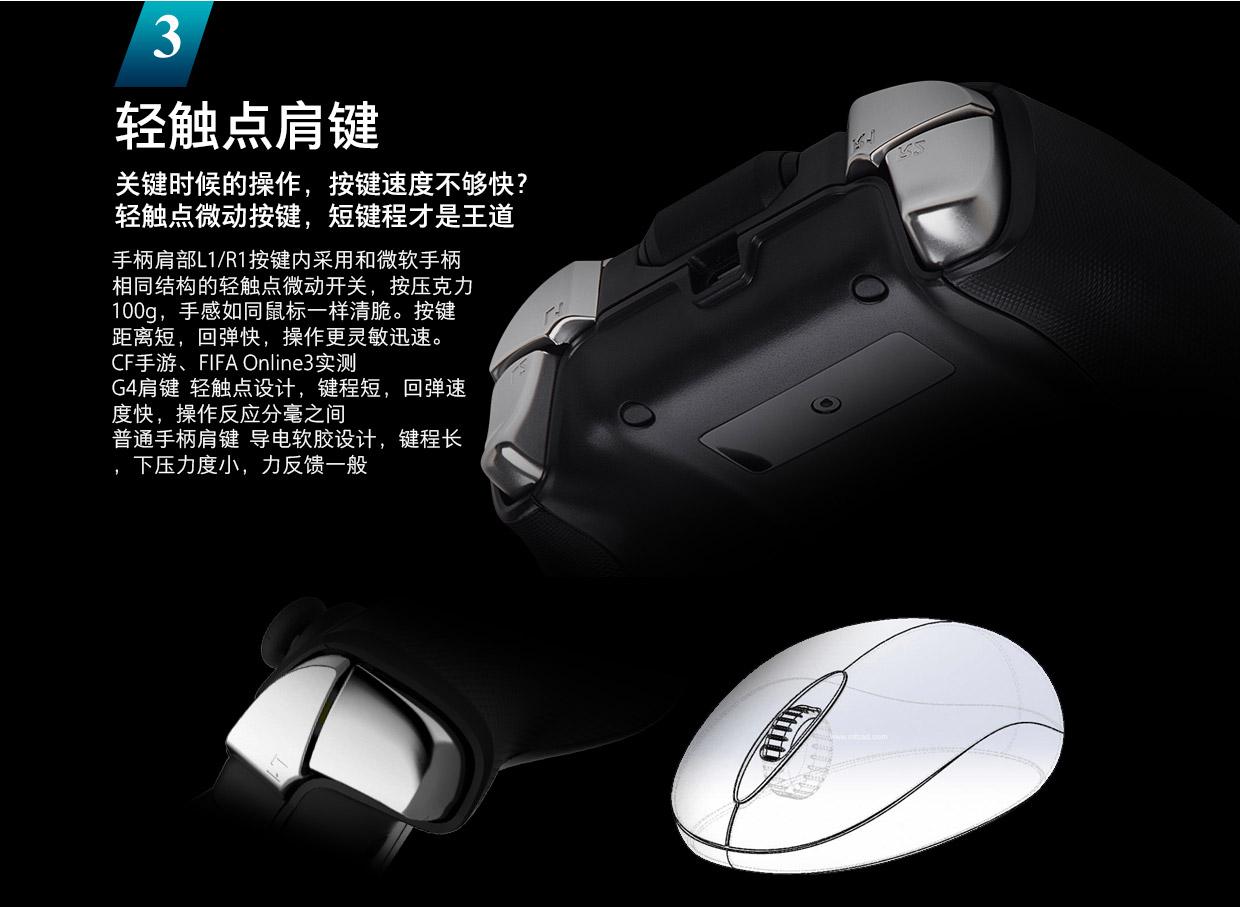 3
轻触点肩键
关键时候的操作，按键速度不够快？
轻触点微动按键，短键程才是王道
手柄肩部L1/R1按键内采用和微软手柄
相同结构的轻触点微动开关，按压克力
100g，手感如同鼠标一样清脆。按键
距离短，回弹快，操作更灵敏迅速。
CF手游、FIFA Online3实测
G4肩键 轻触点设计，键程短，回弹速
度快，操作反应分毫之间
普通手柄肩键 导电软胶设计，键程长
，下压力度小，力反馈一般
R1
R2
L1
L1